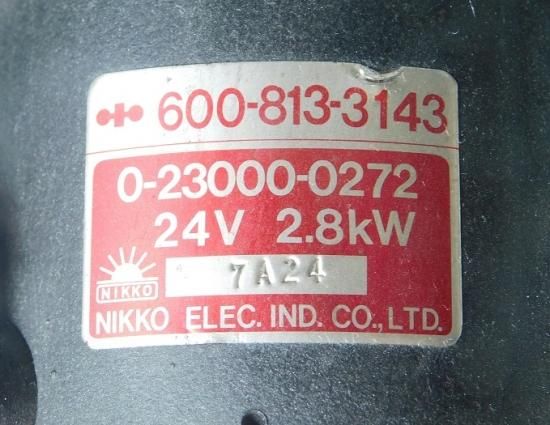 600-813-3143
0-23000-0272
24V 2.8kW
7A24
NIKKO
NIKKO ELEC. IND. CO., LTD.